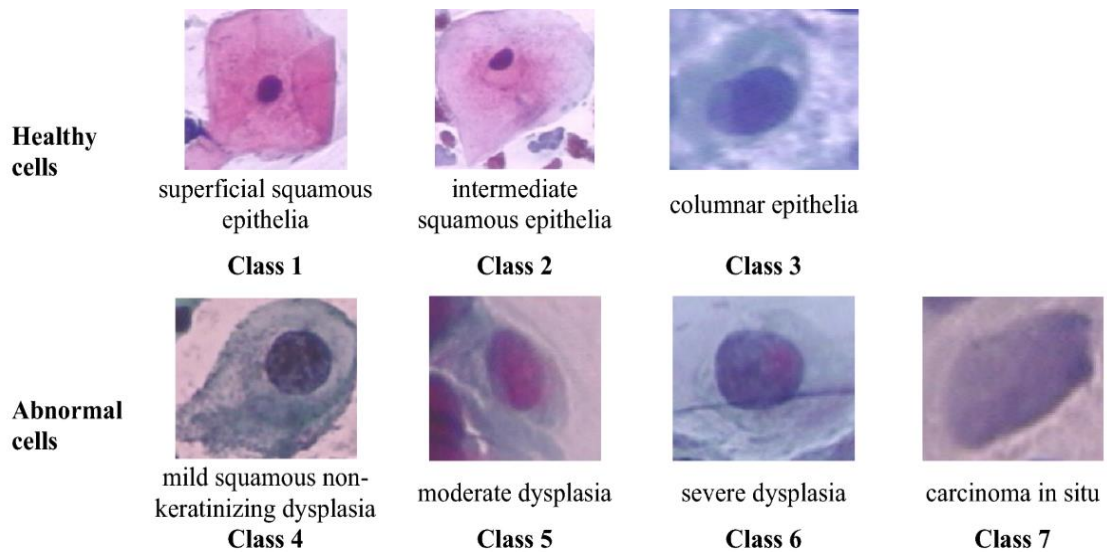 Healthy
cells
superficial squamous
epithelia
intermediate
squamous epithelia
columnar epithelia
Class 1
Class 2
Class 3
Abnormal
cells
mild squamous non-
keratinizing dysplasia
moderate dysplasia
severe dysplasia
carcinoma in situ
Class 4
Class 5
Class 6
Class 7